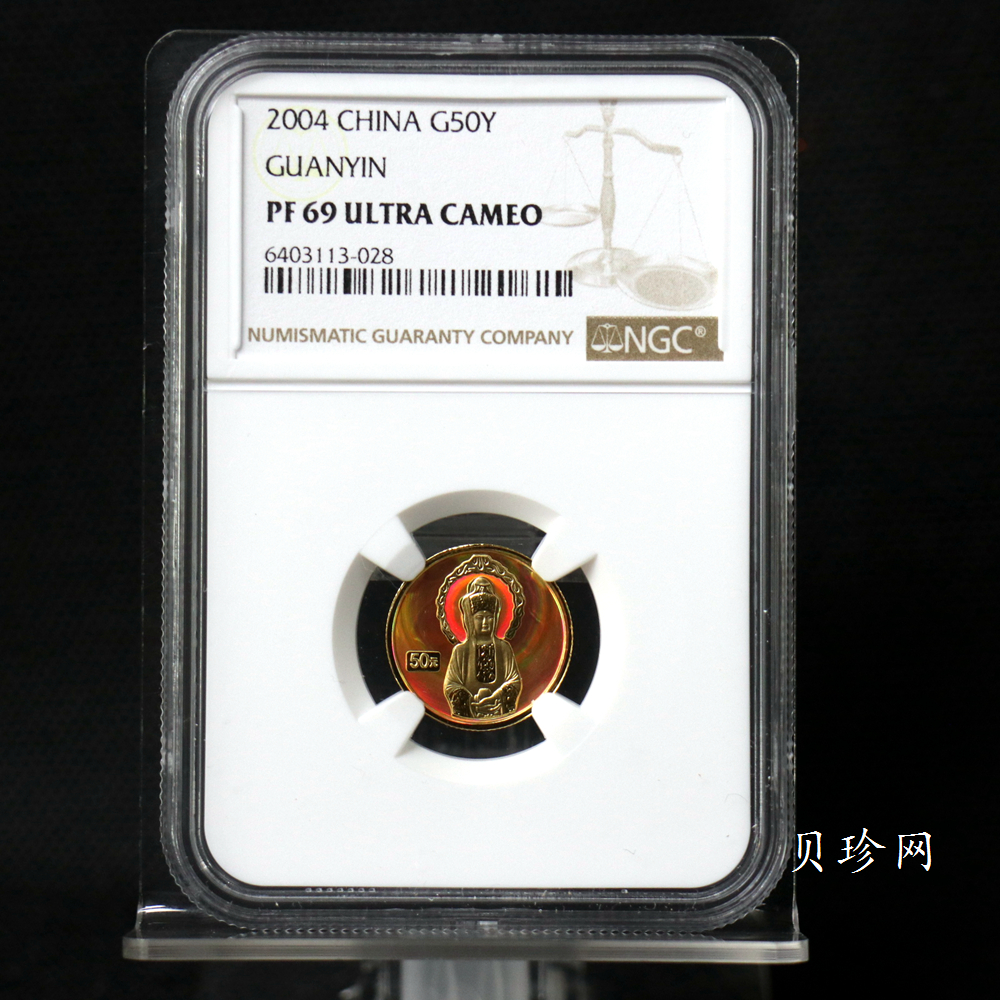 2004 CHINA G50Y
GUANYIN
PF 69 ULTRA CAMEO
6403113-028
NUMISMATIC GUARANTY COMPANY
NGC®
50元
贝珍网